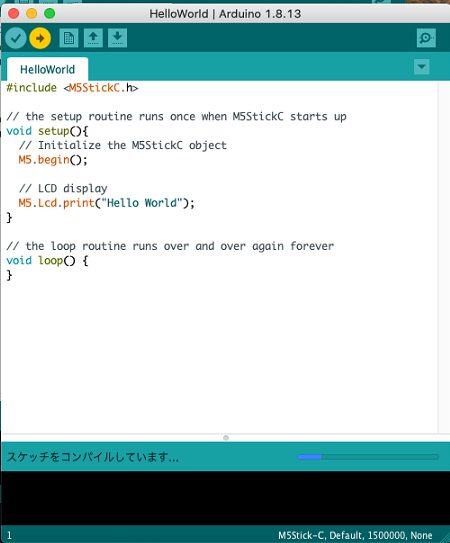 HelloWorld | Arduino 1.8.13
HelloWorld
#include <M5StickC.h>
// the setup routine runs once when M5StickC starts up
void setup(){
// Initialize the M5StickC object
M5.begin();
// LCD display
M5.Lcd.print("Hello World");
}
// the loop routine runs over and over again forever
void loop() {
}
スケッチをコンパイルしています...
1
M5Stick-C, Default, 1500000, None